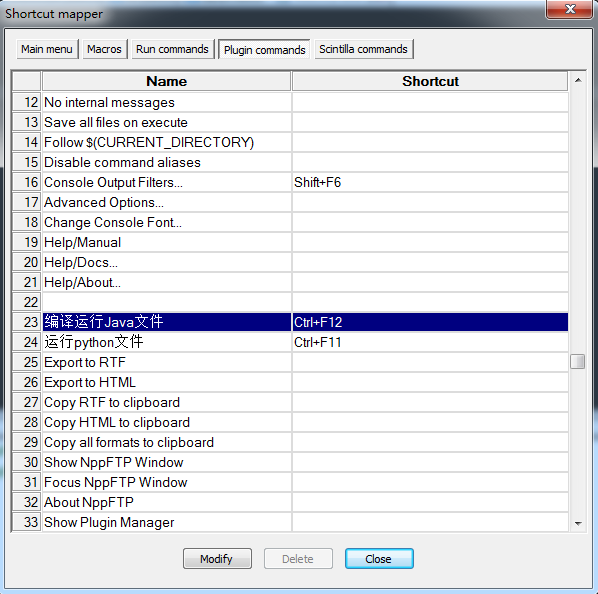 Shortcut mapper
Main menu Macros Run commands Plugin commands Scintilla commands
Name Shortcut
12 No internal messages
13 Save all files on execute
14 Follow $(CURRENT_DIRECTORY)
15 Disable command aliases
16 Console Output Filters... Shift+F6
17 Advanced Options...
18 Change Console Font...
19 Help/Manual
20 Help/Docs...
21 Help/About...
22
23 编译运行Java文件 Ctrl+F12
24 运行python文件 Ctrl+F11
25 Export to RTF
26 Export to HTML
27 Copy RTF to clipboard
28 Copy HTML to clipboard
29 Copy all formats to clipboard
30 Show NppFTP Window
31 Focus NppFTP Window
32 About NppFTP
33 Show Plugin Manager
Modify Delete Close